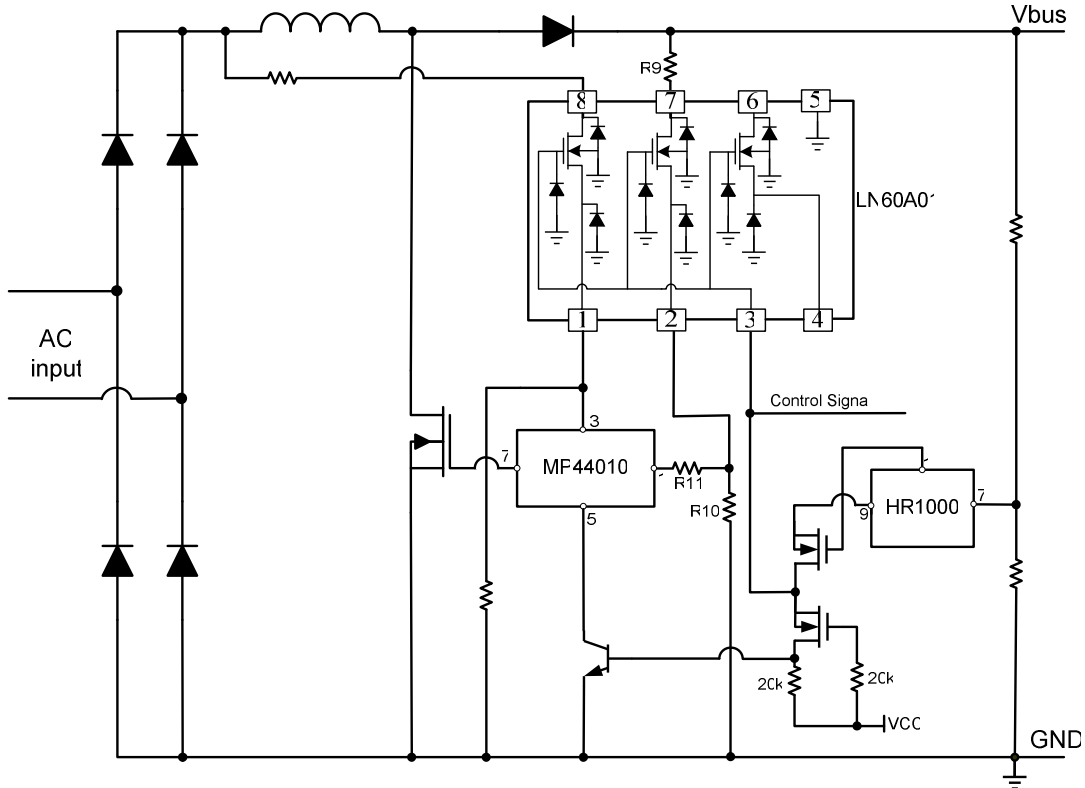 Vbus
R9
8
7
6
5
LN60A01
1
2
3
4
AC
input
Control Signa
3
7
MP44010
R11
R10
5
HR1000
7
9
20k
20k
VCC
GND